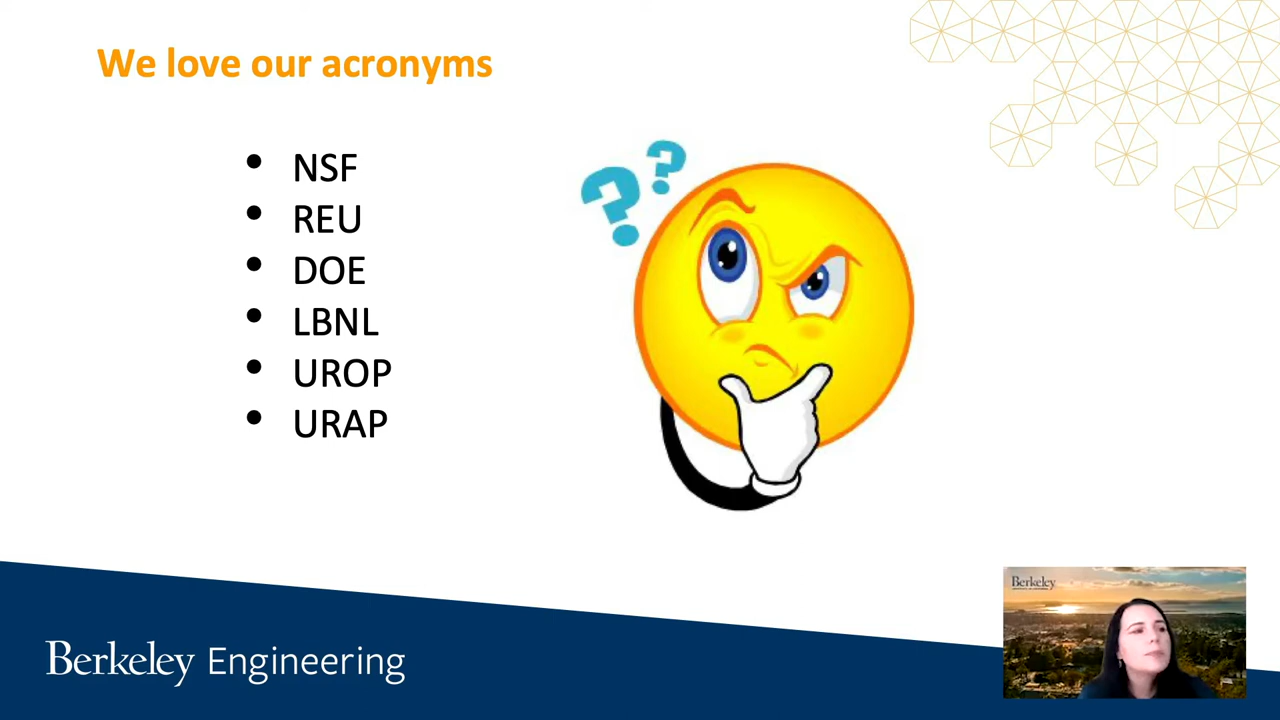 We love our acronyms
• NSF
• REU
• DOE
• LBNL
• UROP
• URAP
??
Berkeley
Berkeley Engineering